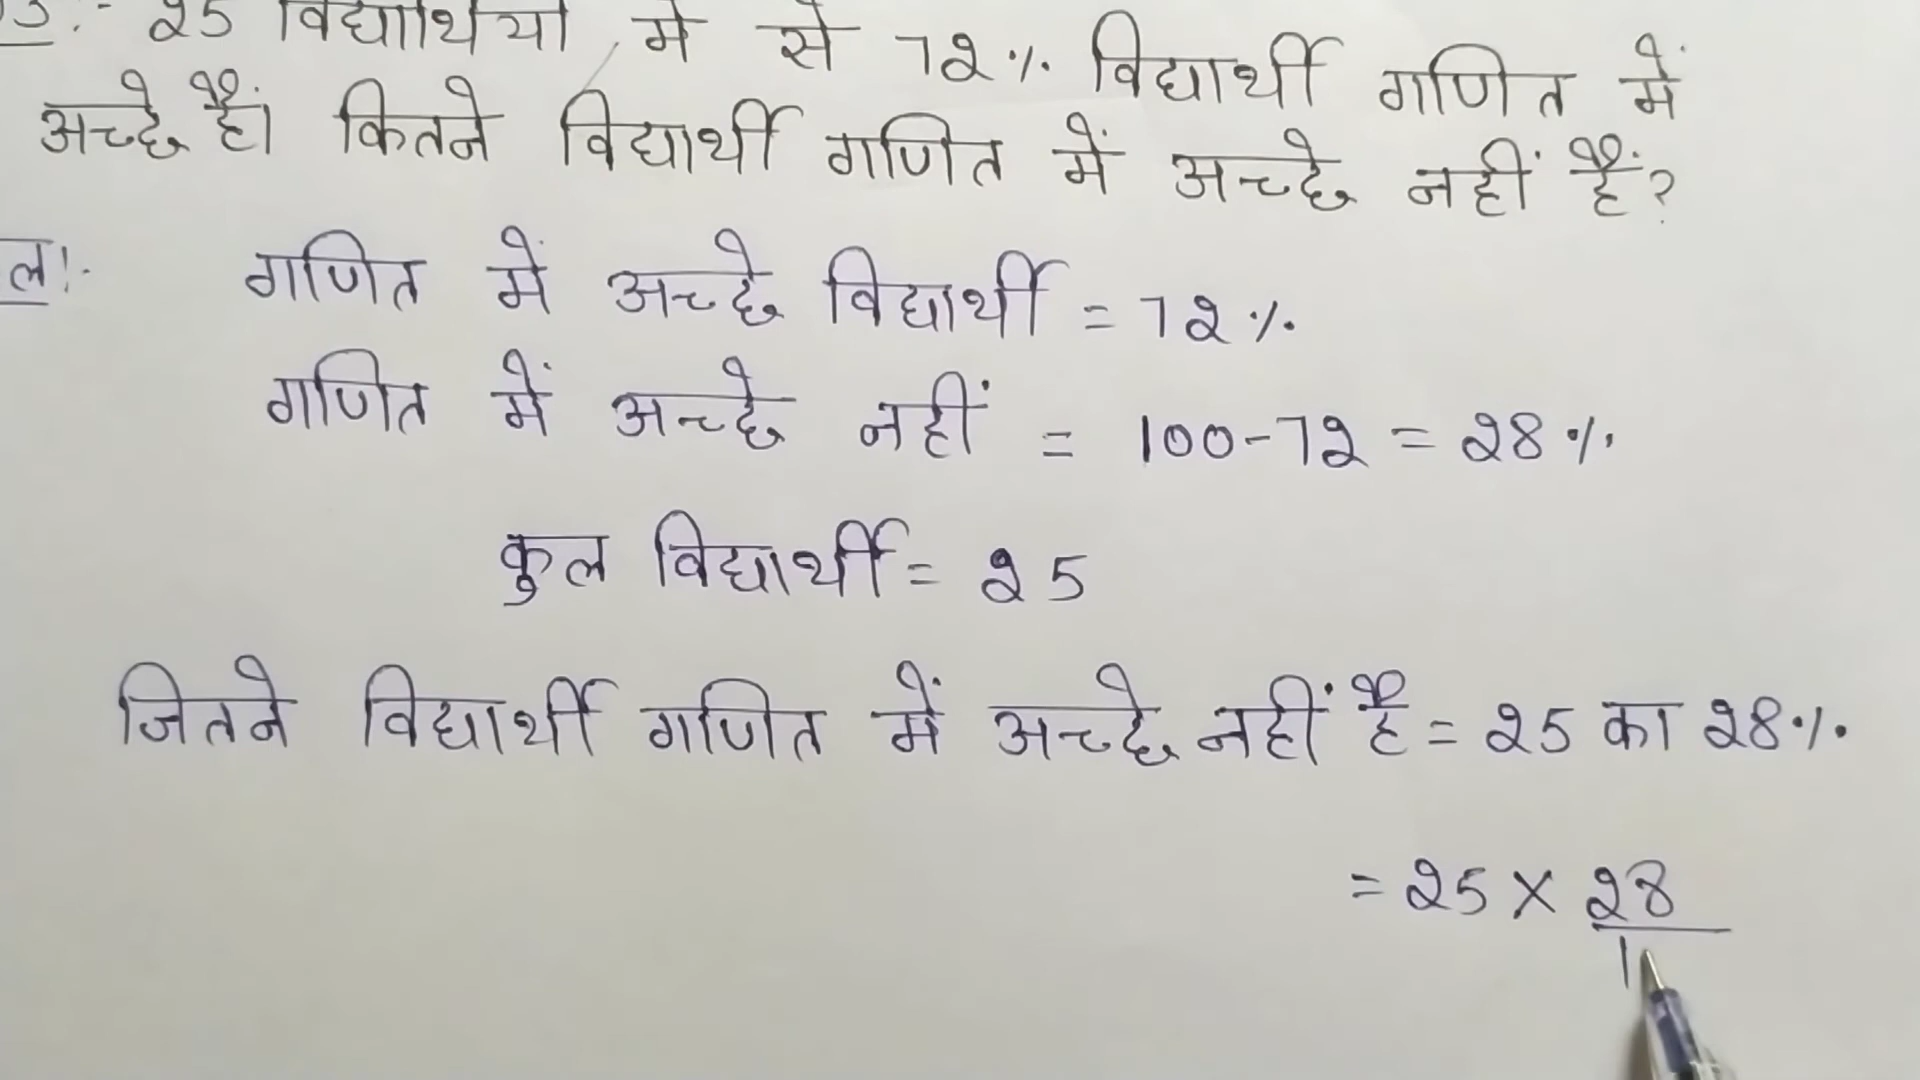 25 विद्यार्थियों में से 72% विद्यार्थी गणित में
अच्छे हैं। कितने विद्यार्थी गणित में अच्छे नहीं हैं?
ल:- गणित में अच्छे विद्यार्थी = 72%
गणित में अच्छे नहीं = 100-72 = 28%
कुल विद्यार्थी = 25
जितने विद्यार्थी गणित में अच्छे नहीं है = 25 का 28%
= 25 × 28
1